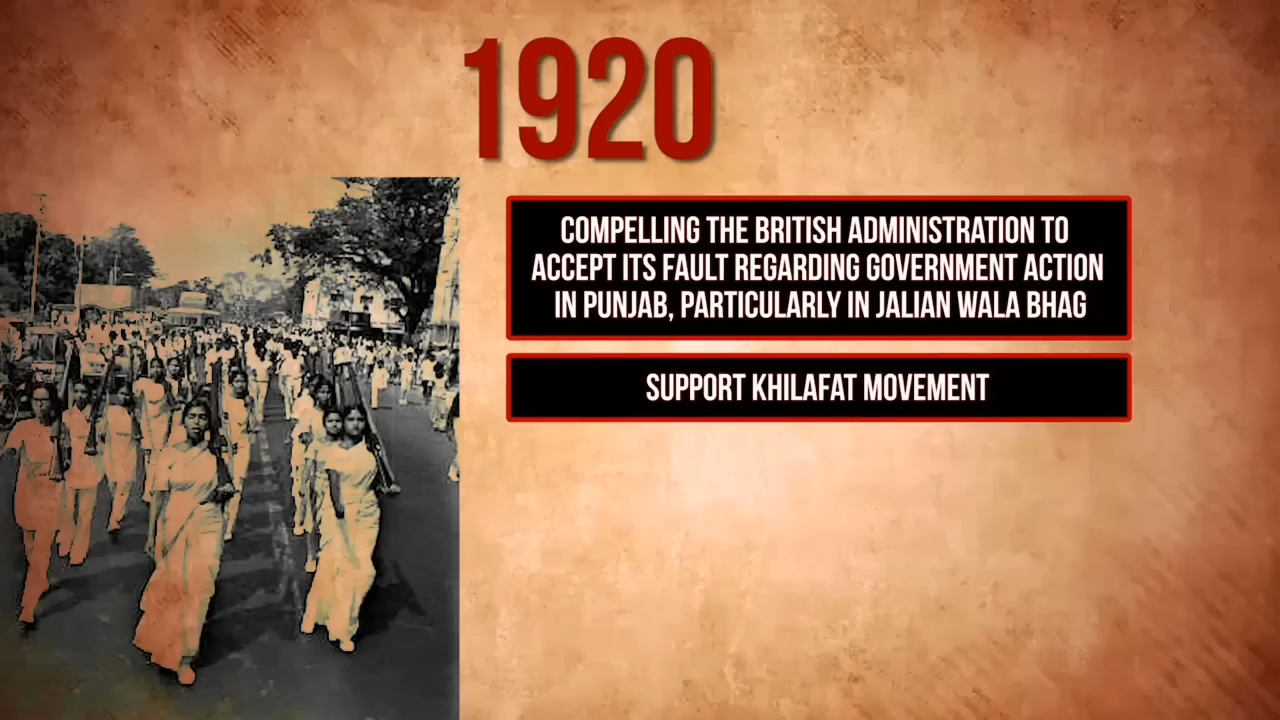 1920
COMPELLING THE BRITISH ADMINISTRATION TO
ACCEPT ITS FAULT REGARDING GOVERNMENT ACTION
IN PUNJAB, PARTICULARLY IN JALIAN WALA BHAG
SUPPORT KHILAFAT MOVEMENT